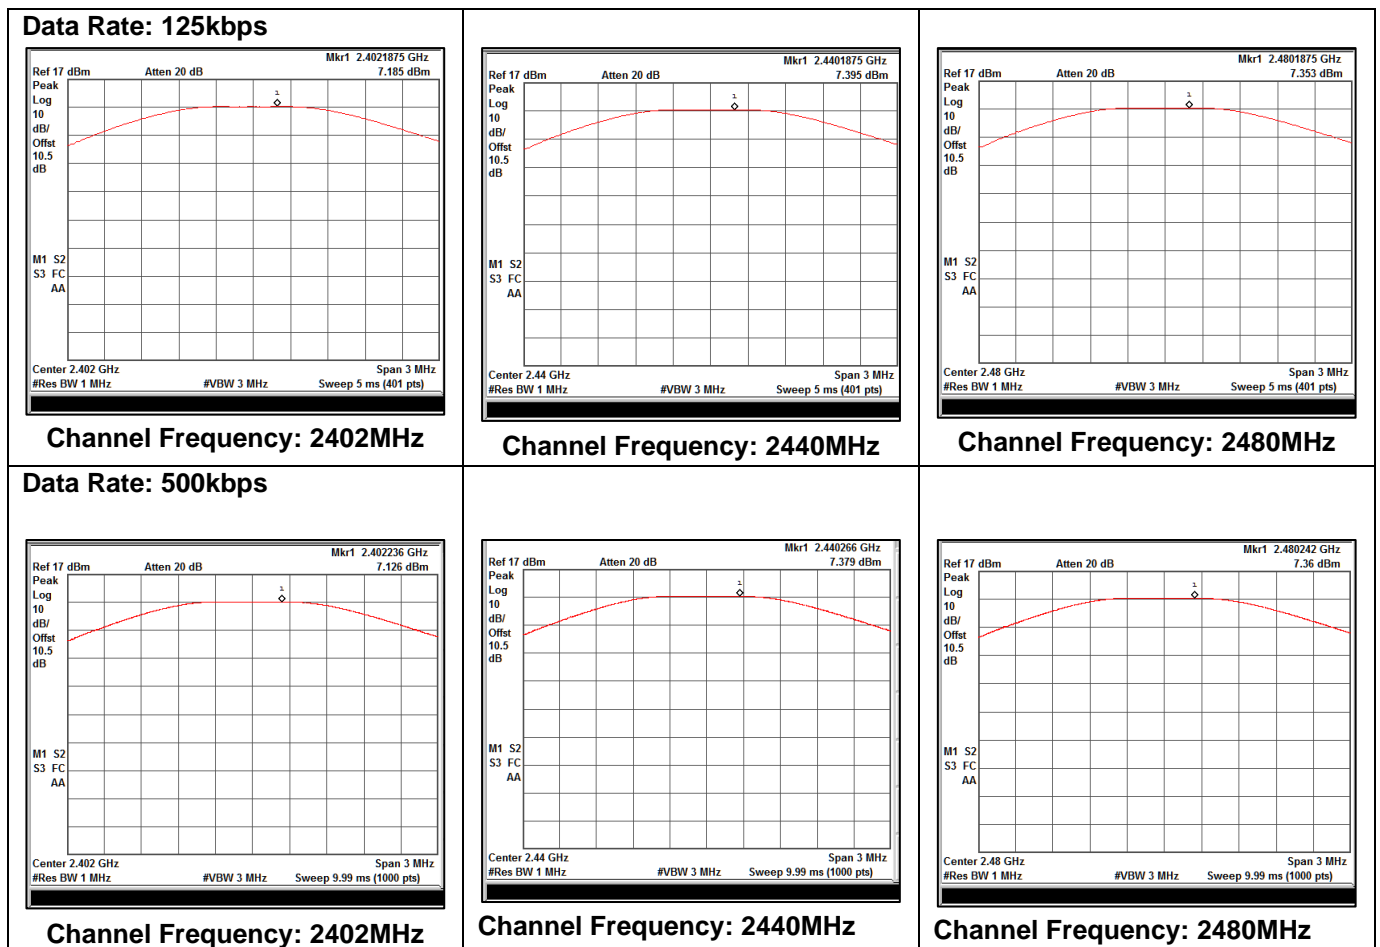 Data Rate: 125kbps
Mkr1 2.4021875 GHz
Ref 17 dBm Atten 20 dB 7.185 dBm
Peak
Log
10
dB/
Offst
10.5
dB
1
M1 S2
S3 FC
AA
Center 2.402 GHz Span 3 MHz
#Res BW 1 MHz #VBW 3 MHz Sweep 5 ms (401 pts)
Channel Frequency: 2402MHz
Mkr1 2.4401875 GHz
Ref 17 dBm Atten 20 dB 7.395 dBm
Peak
Log
10
dB/
Offst
10.5
dB
1
M1 S2
S3 FC
AA
Center 2.44 GHz Span 3 MHz
#Res BW 1 MHz #VBW 3 MHz Sweep 5 ms (401 pts)
Channel Frequency: 2440MHz
Mkr1 2.4801875 GHz
Ref 17 dBm Atten 20 dB 7.353 dBm
Peak
Log
10
dB/
Offst
10.5
dB
1
M1 S2
S3 FC
AA
Center 2.48 GHz Span 3 MHz
#Res BW 1 MHz #VBW 3 MHz Sweep 5 ms (401 pts)
Channel Frequency: 2480MHz
Data Rate: 500kbps
Mkr1 2.402236 GHz
Ref 17 dBm Atten 20 dB 7.126 dBm
Peak
Log
10
dB/
Offst
10.5
dB
1
M1 S2
S3 FC
AA
Center 2.402 GHz Span 3 MHz
#Res BW 1 MHz #VBW 3 MHz Sweep 9.99 ms (1000 pts)
Channel Frequency: 2402MHz
Mkr1 2.440266 GHz
Ref 17 dBm Atten 20 dB 7.379 dBm
Peak
Log
10
dB/
Offst
10.5
dB
1
M1 S2
S3 FC
AA
Center 2.44 GHz Span 3 MHz
#Res BW 1 MHz #VBW 3 MHz Sweep 9.99 ms (1000 pts)
Channel Frequency: 2440MHz
Mkr1 2.480242 GHz
Ref 17 dBm Atten 20 dB 7.36 dBm
Peak
Log
10
dB/
Offst
10.5
dB
1
M1 S2
S3 FC
AA
Center 2.48 GHz Span 3 MHz
#Res BW 1 MHz #VBW 3 MHz Sweep 9.99 ms (1000 pts)
Channel Frequency: 2480MHz